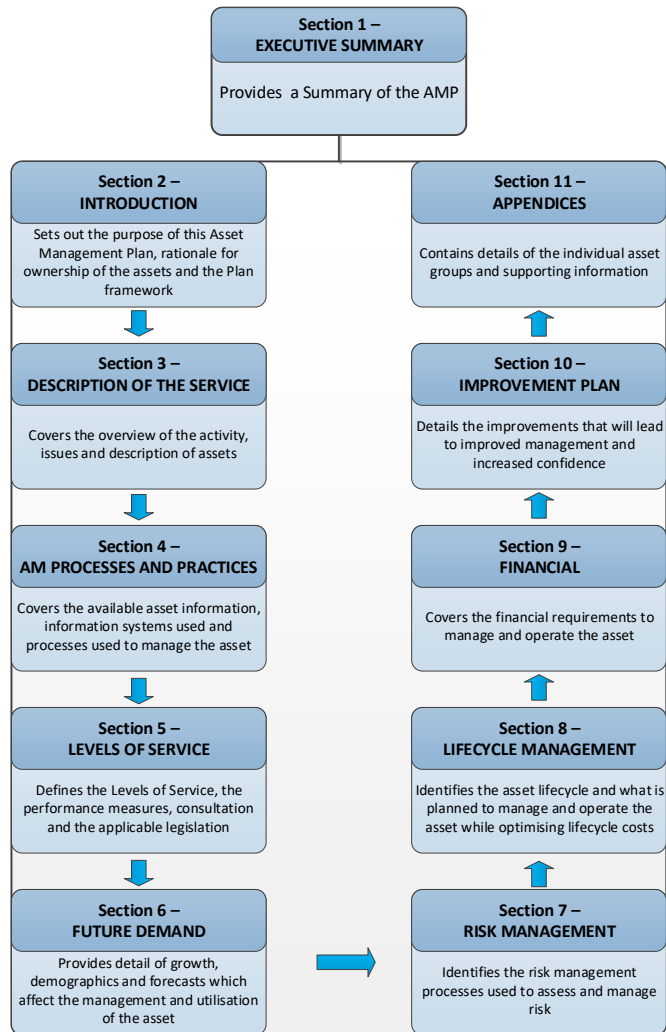 Section 1 –
EXECUTIVE SUMMARY
Provides a Summary of the AMP
Section 2 –
INTRODUCTION
Sets out the purpose of this Asset
Management Plan, rationale for
ownership of the assets and the Plan
framework
Section 3 –
DESCRIPTION OF THE SERVICE
Covers the overview of the activity,
issues and description of assets
Section 4 –
AM PROCESSES AND PRACTICES
Covers the available asset information,
information systems used and
processes used to manage the asset
Section 5 –
LEVELS OF SERVICE
Defines the Levels of Service, the
performance measures, consultation
and the applicable legislation
Section 6 –
FUTURE DEMAND
Provides detail of growth,
demographics and forecasts which
affect the management and utilisation
of the asset
Section 7 –
RISK MANAGEMENT
Identifies the risk management
processes used to assess and manage
risk
Section 8 –
LIFECYCLE MANAGEMENT
Identifies the asset lifecycle and what is
planned to manage and operate the
asset while optimising lifecycle costs
Section 9 –
FINANCIAL
Covers the financial requirements to
manage and operate the asset
Section 10 –
IMPROVEMENT PLAN
Details the improvements that will lead
to improved management and
increased confidence
Section 11 –
APPENDICES
Contains details of the individual asset
groups and supporting information